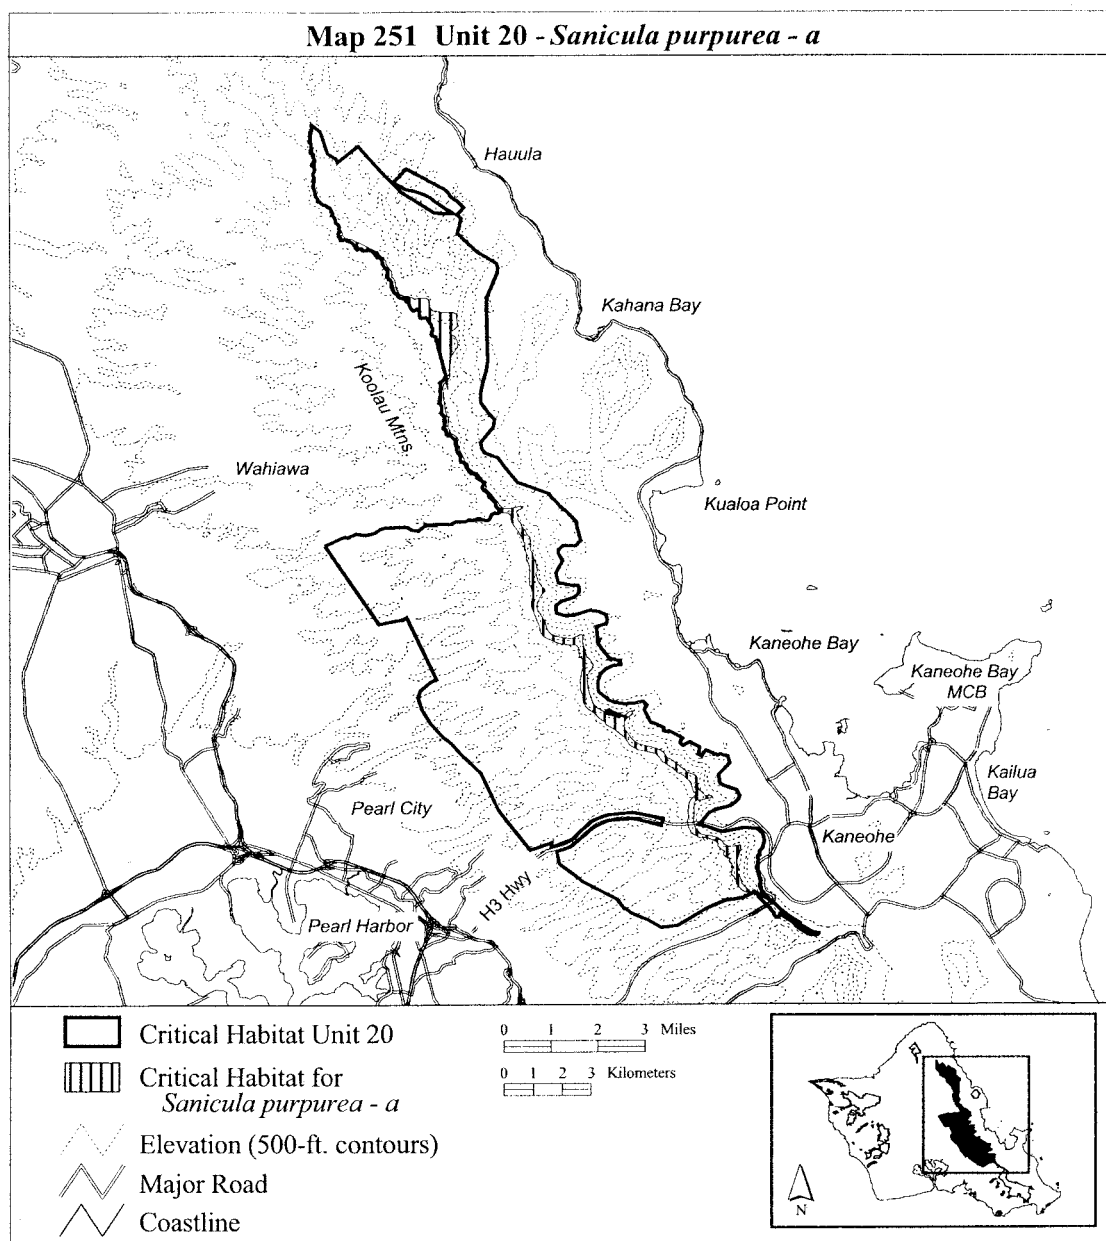 Map 251 Unit 20 - Sanicula purpurea - a
Hauula
Kahana Bay
Koolau Mtns.
Wahiawa
Kualoa Point
Kaneohe Bay
Kaneohe Bay
MCB
Kailua
Bay
Pearl City
Kaneohe
H3 Hwy
Pearl Harbor
Critical Habitat Unit 20
0 1 2 3 Miles
Critical Habitat for
Sanicula purpurea - a
0 1 2 3 Kilometers
Elevation (500-ft. contours)
Major Road
Coastline
N